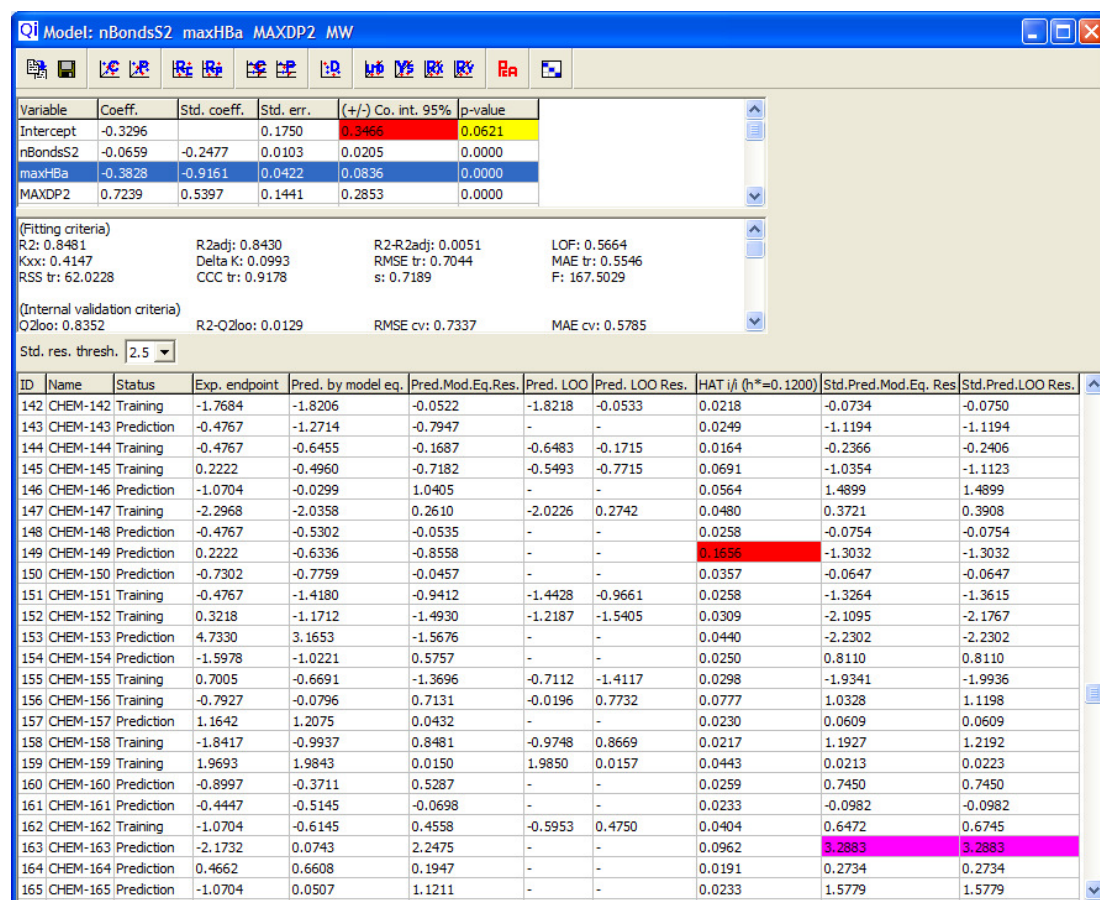 Qi Model: nBondsS2 maxHBa MAXDP2 MW
Variable Coeff. Std. coeff. Std. err. (+/-) Co. int. 95% p-value
Intercept -0.3296 0.1750 0.3466 0.0621
nBondsS2 -0.0659 -0.2477 0.0103 0.0205 0.0000
maxHBa -0.3828 -0.9161 0.0422 0.0836 0.0000
MAXDP2 0.7239 0.5397 0.1441 0.2853 0.0000
(Fitting criteria)
R2: 0.8481 R2adj: 0.8430 R2-R2adj: 0.0051 LOF: 0.5664
Kxx: 0.4147 Delta K: 0.0993 RMSE tr: 0.7044 MAE tr: 0.5546
RSS tr: 62.0228 CCC tr: 0.9178 s: 0.7189 F: 167.5029
(Internal validation criteria)
Q2loo: 0.8352 R2-Q2loo: 0.0129 RMSE cv: 0.7337 MAE cv: 0.5785
Std. res. thresh. 2.5
ID Name Status Exp. endpoint Pred. by model eq. Pred.Mod.Eq.Res. Pred. LOO Pred. LOO Res. HAT i/i (h*=0.1200) Std.Pred.Mod.Eq. Res Std.Pred.LOO Res.
142 CHEM-142 Training -1.7684 -1.8206 -0.0522 -1.8218 -0.0533 0.0218 -0.0734 -0.0750
143 CHEM-143 Prediction -0.4767 -1.2714 -0.7947 - - 0.0249 -1.1194 -1.1194
144 CHEM-144 Training -0.4767 -0.6455 -0.1687 -0.6483 -0.1715 0.0164 -0.2366 -0.2406
145 CHEM-145 Training 0.2222 -0.4960 -0.7182 -0.5493 -0.7715 0.0691 -1.0354 -1.1123
146 CHEM-146 Prediction -1.0704 -0.0299 1.0405 - - 0.0564 1.4899 1.4899
147 CHEM-147 Training -2.2968 -2.0358 0.2610 -2.0226 0.2742 0.0480 0.3721 0.3908
148 CHEM-148 Prediction -0.4767 -0.5302 -0.0535 - - 0.0258 -0.0754 -0.0754
149 CHEM-149 Prediction 0.2222 -0.6336 -0.8558 - - 0.1656 -1.3032 -1.3032
150 CHEM-150 Prediction -0.7302 -0.7759 -0.0457 - - 0.0357 -0.0647 -0.0647
151 CHEM-151 Training -0.4767 -1.4180 -0.9412 -1.4428 -0.9661 0.0258 -1.3264 -1.3615
152 CHEM-152 Training 0.3218 -1.1712 -1.4930 -1.2187 -1.5405 0.0309 -2.1095 -2.1767
153 CHEM-153 Prediction 4.7330 3.1653 -1.5676 - - 0.0440 -2.2302 -2.2302
154 CHEM-154 Prediction -1.5978 -1.0221 0.5757 - - 0.0250 0.8110 0.8110
155 CHEM-155 Training 0.7005 -0.6691 -1.3696 -0.7112 -1.4117 0.0298 -1.9341 -1.9936
156 CHEM-156 Training -0.7927 -0.0796 0.7131 -0.0196 0.7732 0.0777 1.0328 1.1198
157 CHEM-157 Prediction 1.1642 1.2075 0.0432 - - 0.0230 0.0609 0.0609
158 CHEM-158 Training -1.8417 -0.9937 0.8481 -0.9748 0.8669 0.0217 1.1927 1.2192
159 CHEM-159 Training 1.9693 1.9843 0.0150 1.9850 0.0157 0.0443 0.0213 0.0223
160 CHEM-160 Prediction -0.8997 -0.3711 0.5287 - - 0.0259 0.7450 0.7450
161 CHEM-161 Prediction -0.4447 -0.5145 -0.0698 - - 0.0233 -0.0982 -0.0982
162 CHEM-162 Training -1.0704 -0.6145 0.4558 -0.5953 0.4750 0.0404 0.6472 0.6745
163 CHEM-163 Prediction -2.1732 0.0743 2.2475 - - 0.0962 3.2883 3.2883
164 CHEM-164 Prediction 0.4662 0.6608 0.1947 - - 0.0191 0.2734 0.2734
165 CHEM-165 Prediction -1.0704 0.0507 1.1211 - - 0.0233 1.5779 1.5779